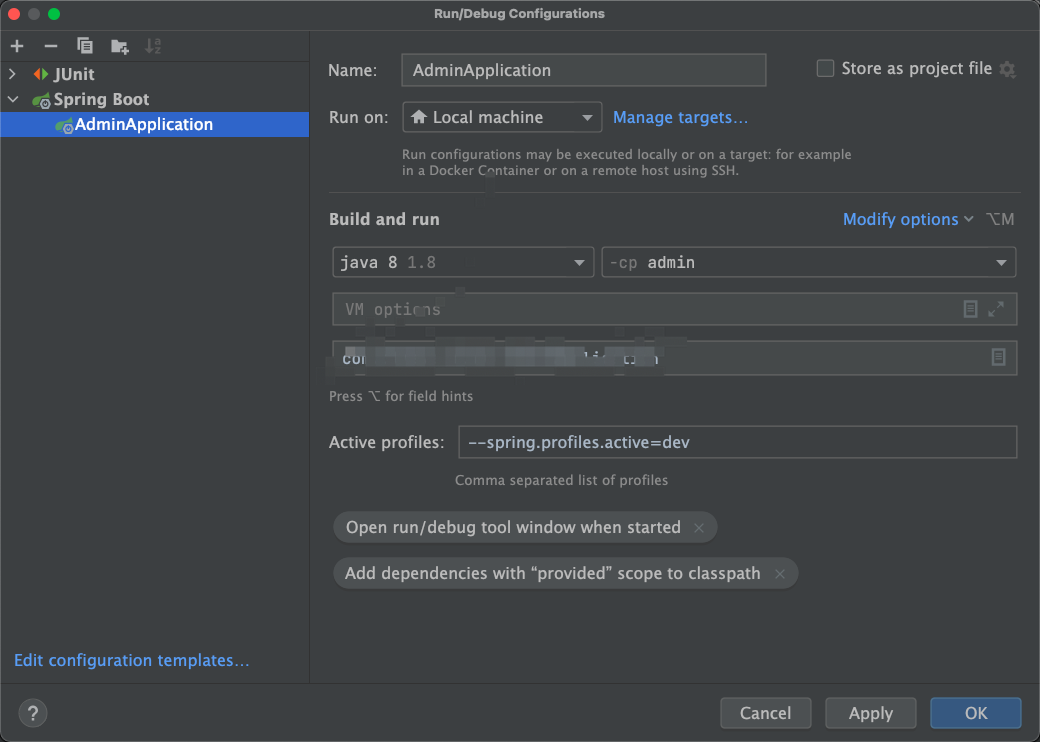 Run/Debug Configurations
JUnit
Spring Boot
AdminApplication
Edit configuration templates...
Name: AdminApplication
Store as project file
Run on: Local machine Manage targets...
Run configurations may be executed locally or on a target: for example
in a Docker Container or on a remote host using SSH.
Build and run
Modify options ⌥M
java 8 1.8
-cp admin
VM options
Press ⌥ for field hints
Active profiles: --spring.profiles.active=dev
Comma separated list of profiles
Open run/debug tool window when started
Add dependencies with “provided” scope to classpath
?
Cancel
Apply
OK